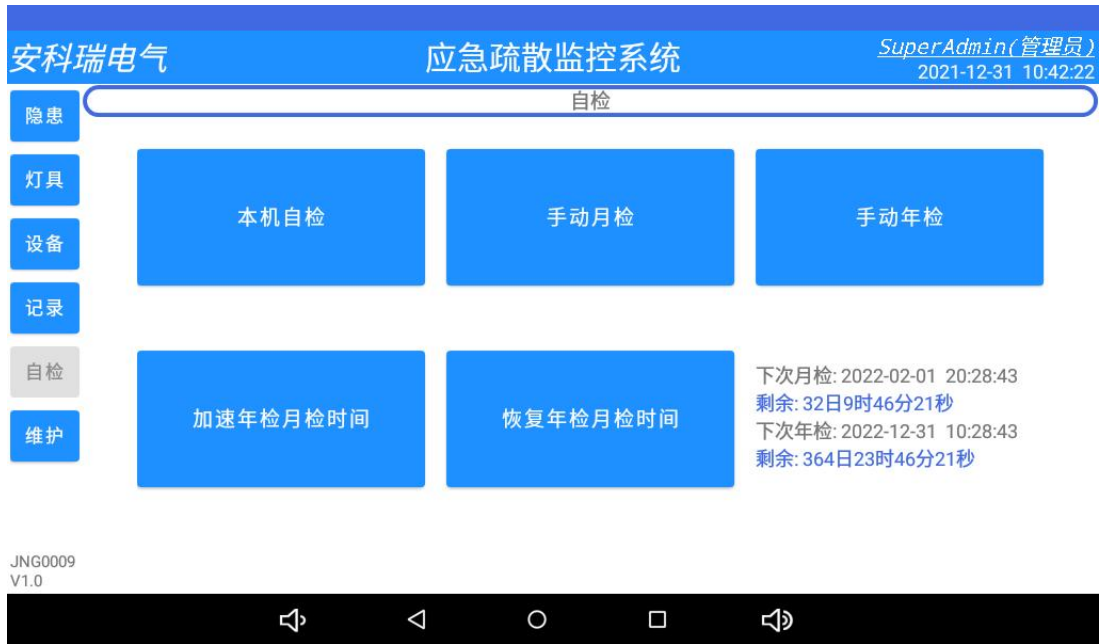 安科瑞电气
应急疏散监控系统
SuperAdmin(管理员)
2021-12-31 10:42:22
自检
隐患
灯具
设备
记录
自检
维护
本机自检
手动月检
手动年检
加速年检月检时间
恢复年检月检时间
下次月检: 2022-02-01 20:28:43
剩余: 32日9时46分21秒
下次年检: 2022-12-31 10:28:43
剩余: 364日23时46分21秒
JNG0009
V1.0